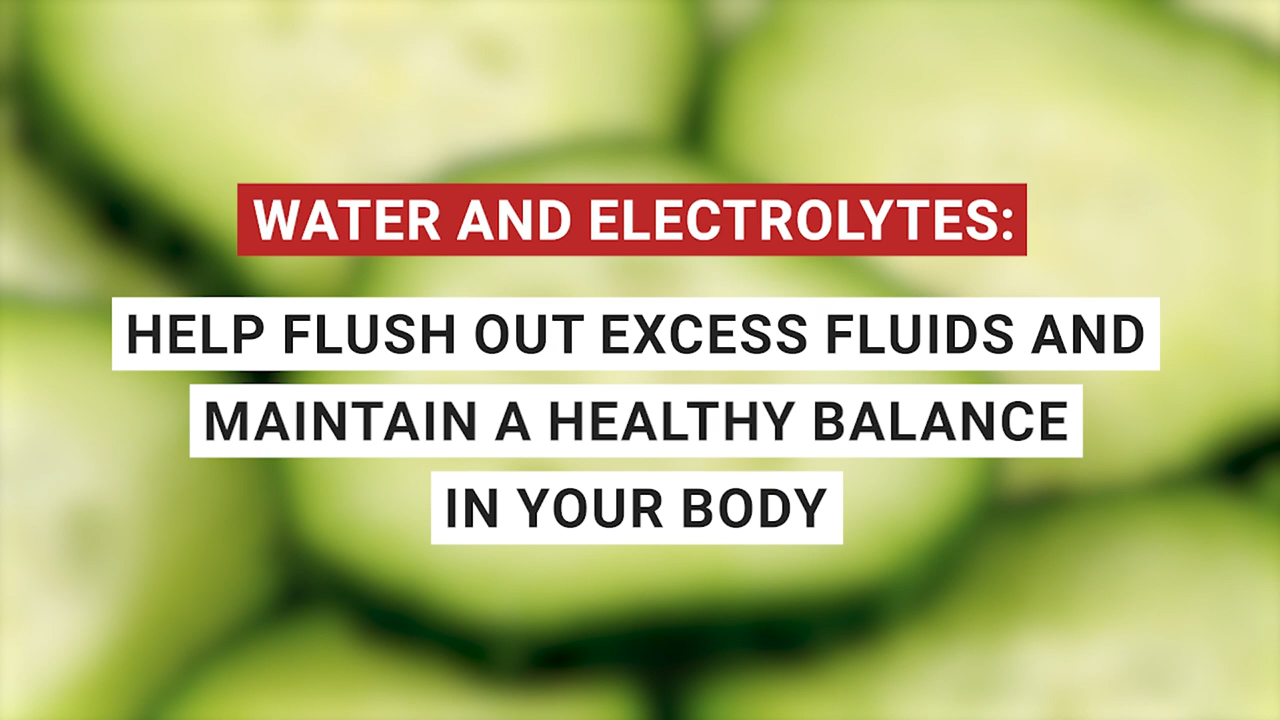 WATER AND ELECTROLYTES:
HELP FLUSH OUT EXCESS FLUIDS AND
MAINTAIN A HEALTHY BALANCE
IN YOUR BODY